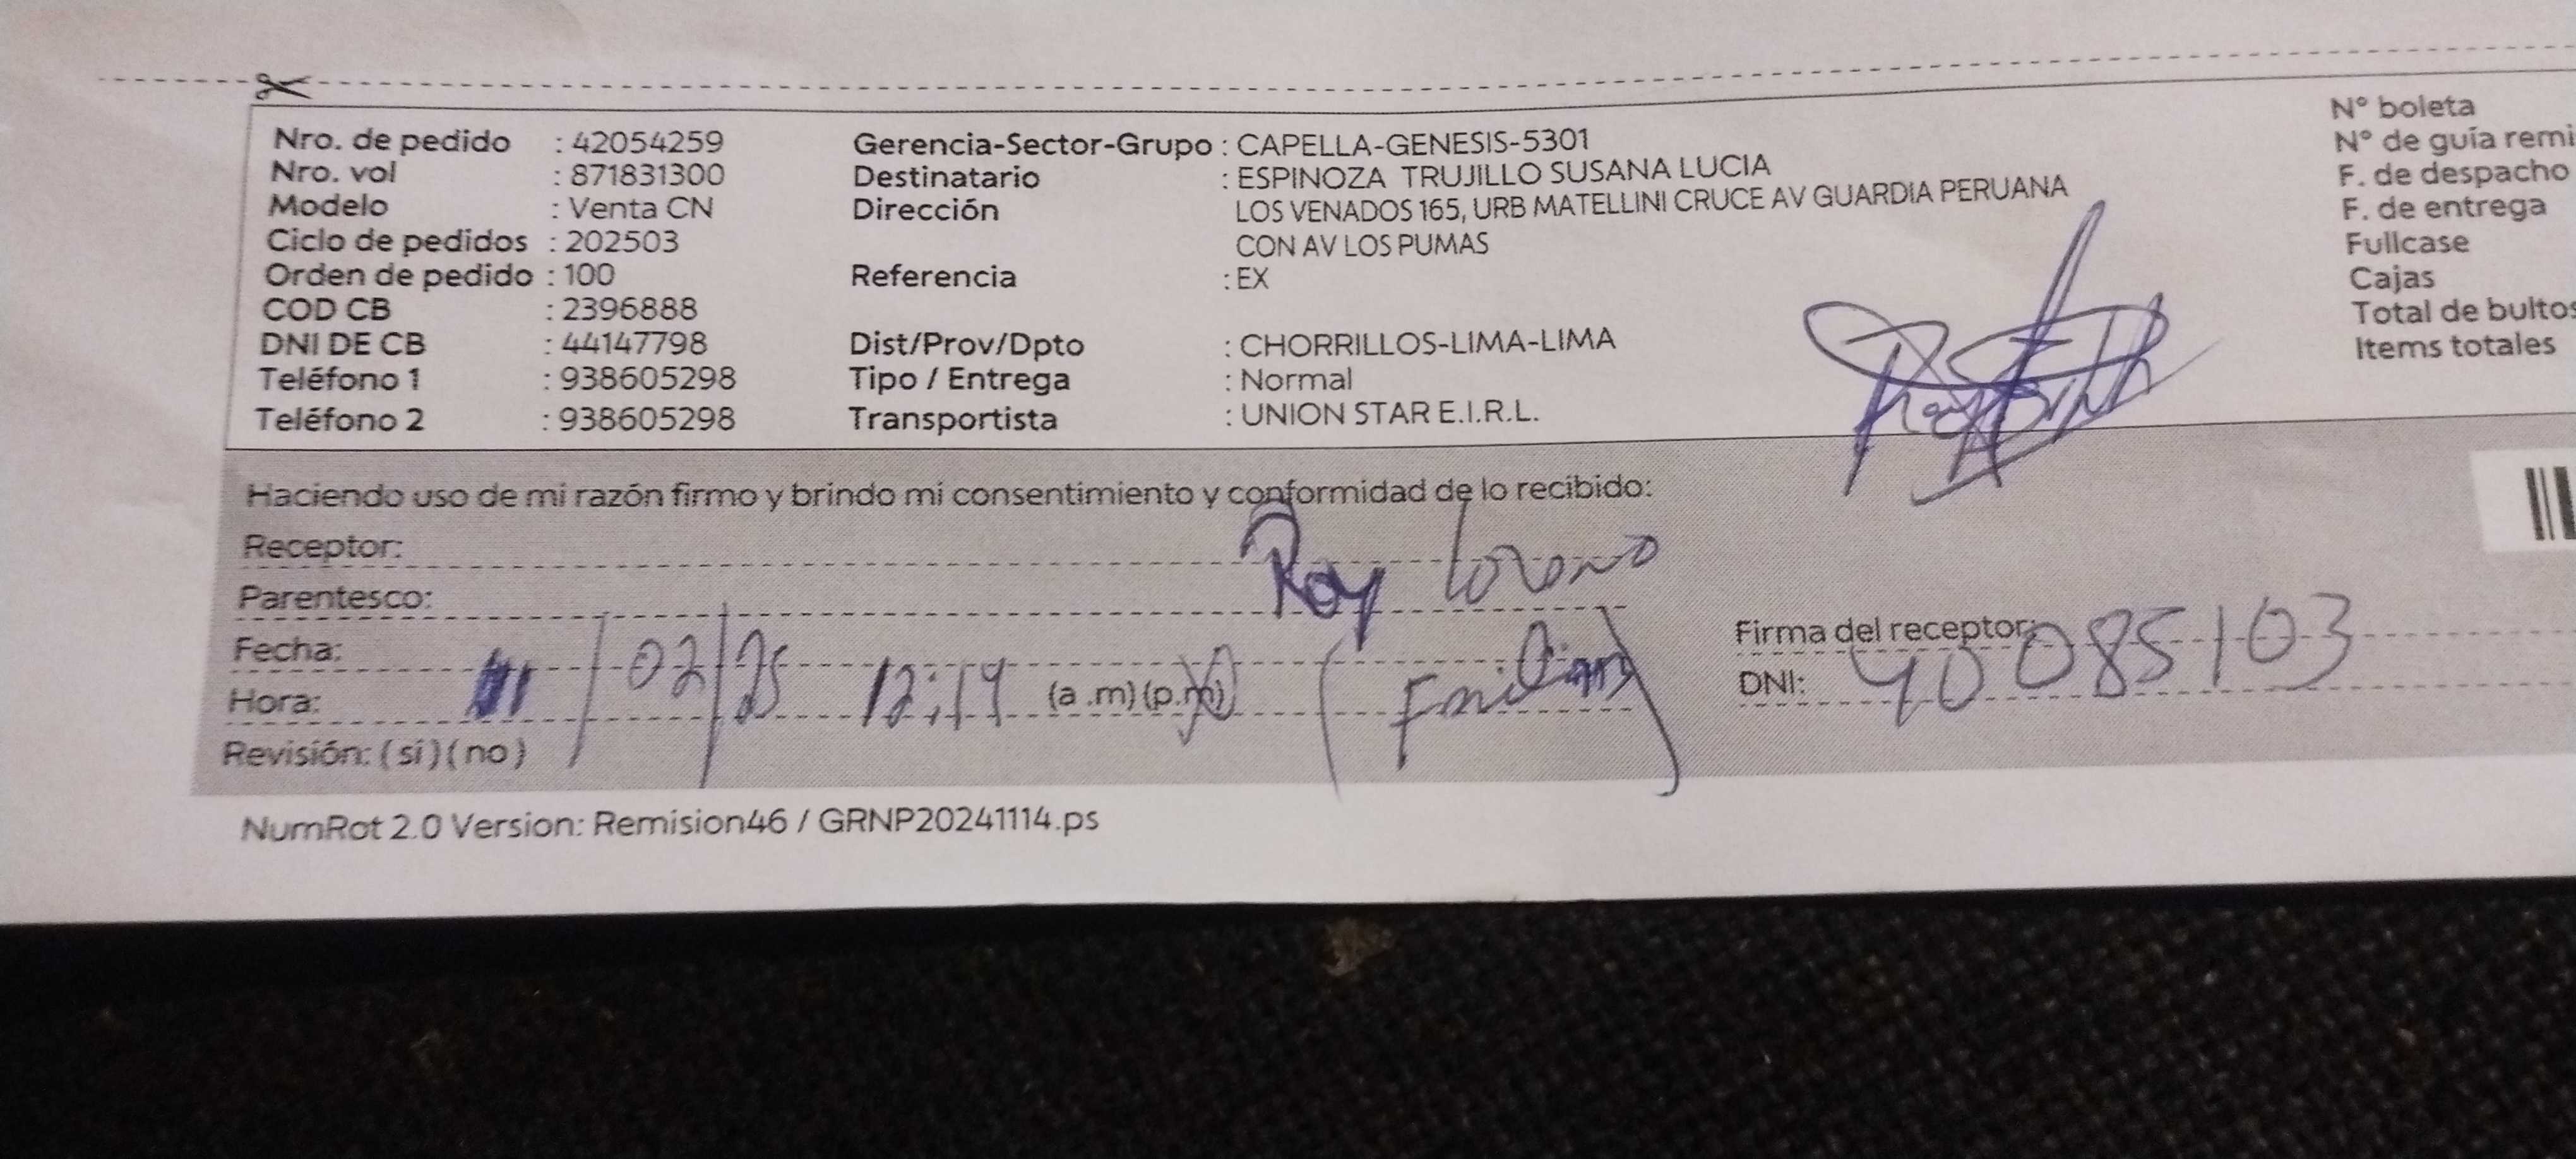 Nro. de pedido : 42054259
Nro. vol : 871831300
Modelo : Venta CN
Ciclo de pedidos : 202503
Orden de pedido : 100
COD CB : 2396888
DNI DE CB : 44147798
Teléfono 1 : 938605298
Teléfono 2 : 938605298
Gerencia-Sector-Grupo : CAPELLA-GENESIS-5301
Destinatario : ESPINOZA TRUJILLO SUSANA LUCIA
Dirección LOS VENADOS 165, URB MATELLINI CRUCE AV GUARDIA PERUANA
CON AV LOS PUMAS
Referencia : EX
Dist/Prov/Dpto : CHORRILLOS-LIMA-LIMA
Tipo / Entrega : Normal
Transportista : UNION STAR E.I.R.L.
N° boleta
N° de guía remi
F. de despacho
F. de entrega
Fullcase
Cajas
Total de bultos
Items totales
Haciendo uso de mi razón firmo y brindo mi consentimiento y conformidad de lo recibido:
Receptor: Roy
Parentesco:
Fecha: /02/25
Hora: 12:14 (a.m) (p.m)
Revisión: (sí) (no)
Firma del receptor:
DNI: 40085103
NumRot 2.0 Version: Remision46 / GRNP20241114.ps